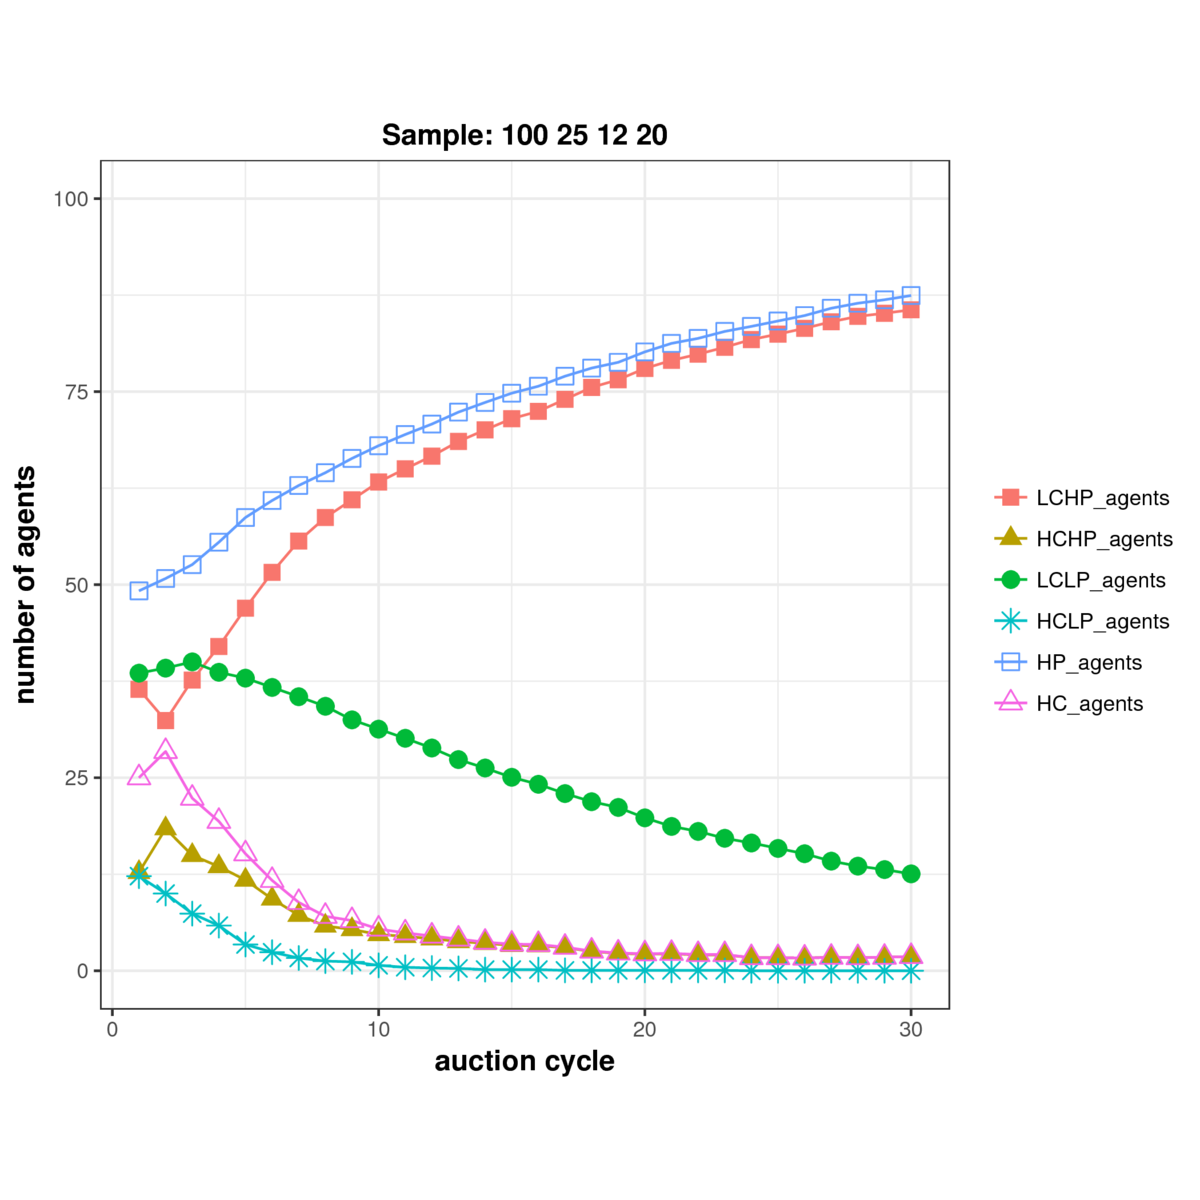 Sample: 100 25 12 20
100
75
50
25
0
0 10 20 30
number of agents
auction cycle
LCHP_agents
HCHP_agents
LCLP_agents
HCLP_agents
HP_agents
HC_agents